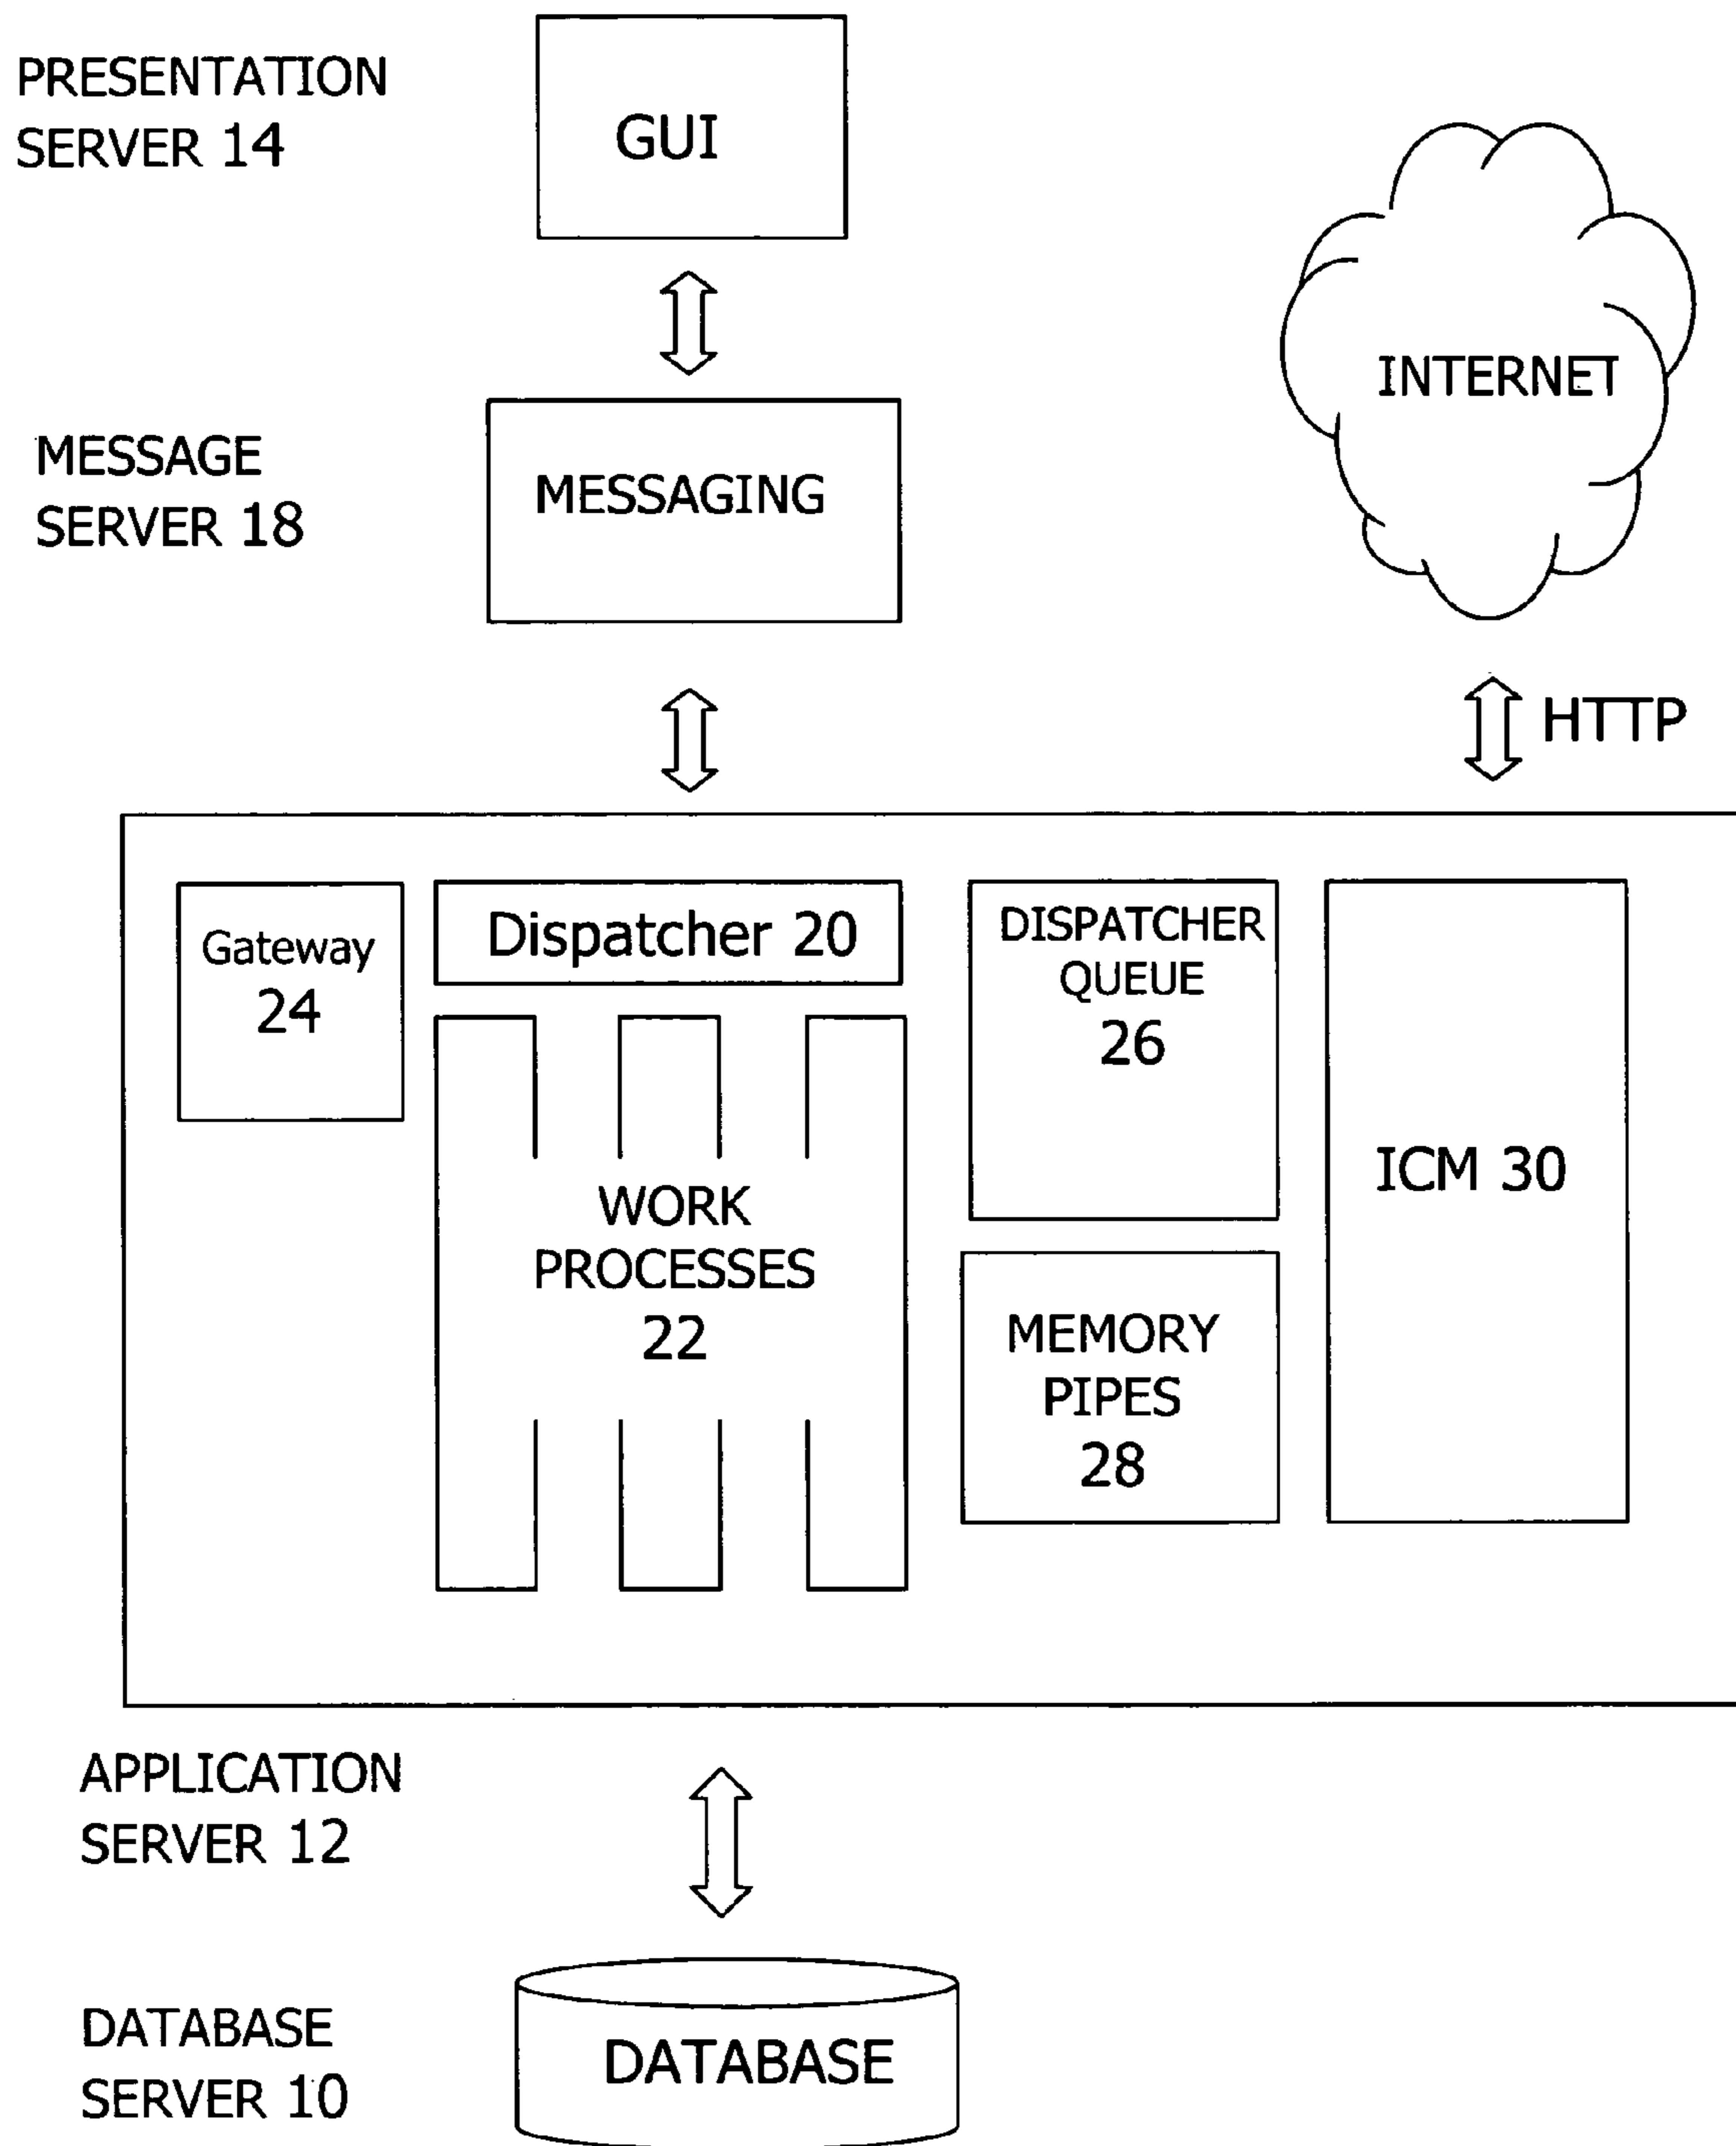 PRESENTATION
SERVER 14
GUI
INTERNET
MESSAGE
SERVER 18
MESSAGING
HTTP
Gateway
24
Dispatcher 20
DISPATCHER
QUEUE
26
ICM 30
WORK
PROCESSES
22
MEMORY
PIPES
28
APPLICATION
SERVER 12
DATABASE
SERVER 10
DATABASE